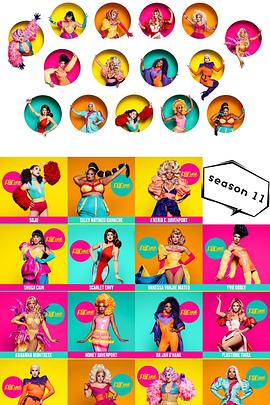 season 11
SOJU
SILKY NUTMEG GANACHE
A'KERIA C. DAVENPORT
SHUGA CAIN
SCARLET ENVY
VANESSA VANJIE MATEO
YVIE ODDLY
KAHANNA MONTRESE
HONEY DAVENPORT
RA'JAH O'HARA
PLASTIQUE TIARA